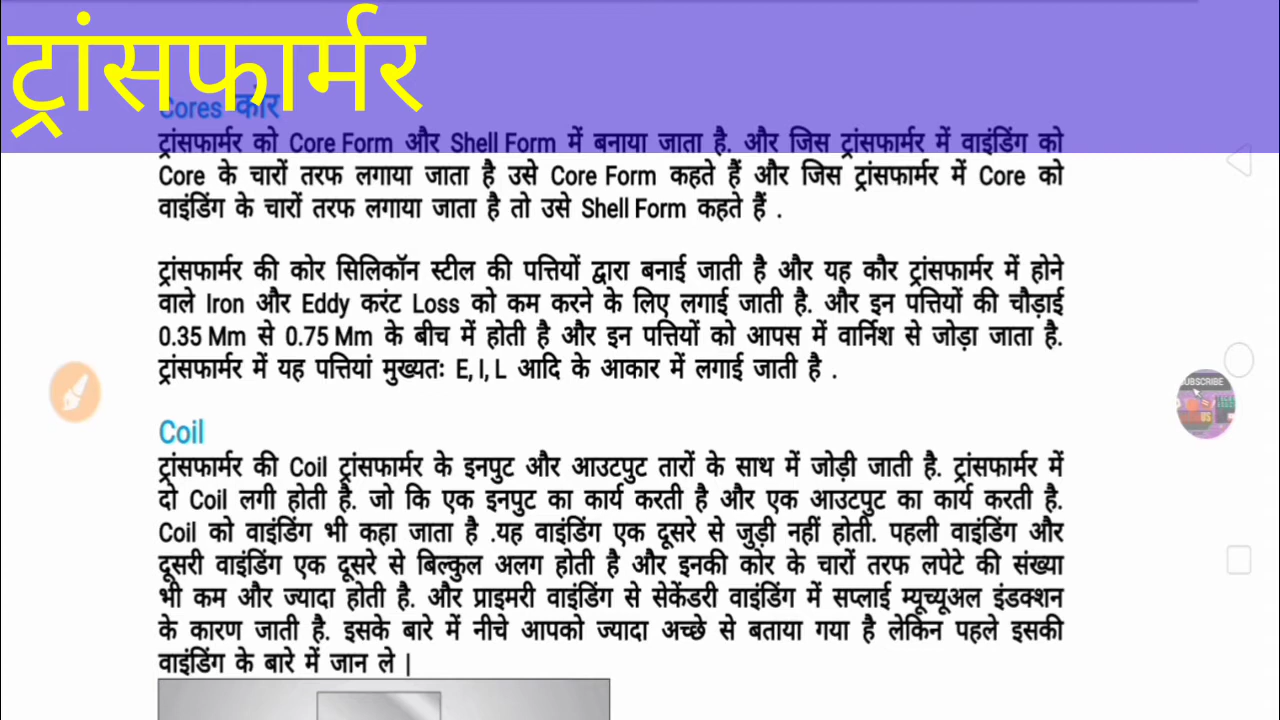 ट्रांसफार्मर
Cores कोर
ट्रांसफार्मर को Core Form और Shell Form में बनाया जाता है. और जिस ट्रांसफार्मर में वाइंडिंग को
Core के चारों तरफ लगाया जाता है उसे Core Form कहते हैं और जिस ट्रांसफार्मर में Core को
वाइंडिंग के चारों तरफ लगाया जाता है तो उसे Shell Form कहते हैं .
ट्रांसफार्मर की कोर सिलिकॉन स्टील की पत्तियों द्वारा बनाई जाती है और यह कौर ट्रांसफार्मर में होने
वाले Iron और Eddy करंट Loss को कम करने के लिए लगाई जाती है. और इन पत्तियों की चौड़ाई
0.35 Mm से 0.75 Mm के बीच में होती है और इन पत्तियों को आपस में वार्निश से जोड़ा जाता है.
ट्रांसफार्मर में यह पत्तियां मुख्यतः E, I, L आदि के आकार में लगाई जाती है .
SUBSCRIBE
Coil
ट्रांसफार्मर की Coil ट्रांसफार्मर के इनपुट और आउटपुट तारों के साथ में जोड़ी जाती है. ट्रांसफार्मर में
दो Coil लगी होती है. जो कि एक इनपुट का कार्य करती है और एक आउटपुट का कार्य करती है.
Coil को वाइंडिंग भी कहा जाता है .यह वाइंडिंग एक दूसरे से जुड़ी नहीं होती. पहली वाइंडिंग और
दूसरी वाइंडिंग एक दूसरे से बिल्कुल अलग होती है और इनकी कोर के चारों तरफ लपेटे की संख्या
भी कम और ज्यादा होती है. और प्राइमरी वाइंडिंग से सेकेंडरी वाइंडिंग में सप्लाई म्यूच्यूअल इंडक्शन
के कारण जाती है. इसके बारे में नीचे आपको ज्यादा अच्छे से बताया गया है लेकिन पहले इसकी
वाइंडिंग के बारे में जान ले |